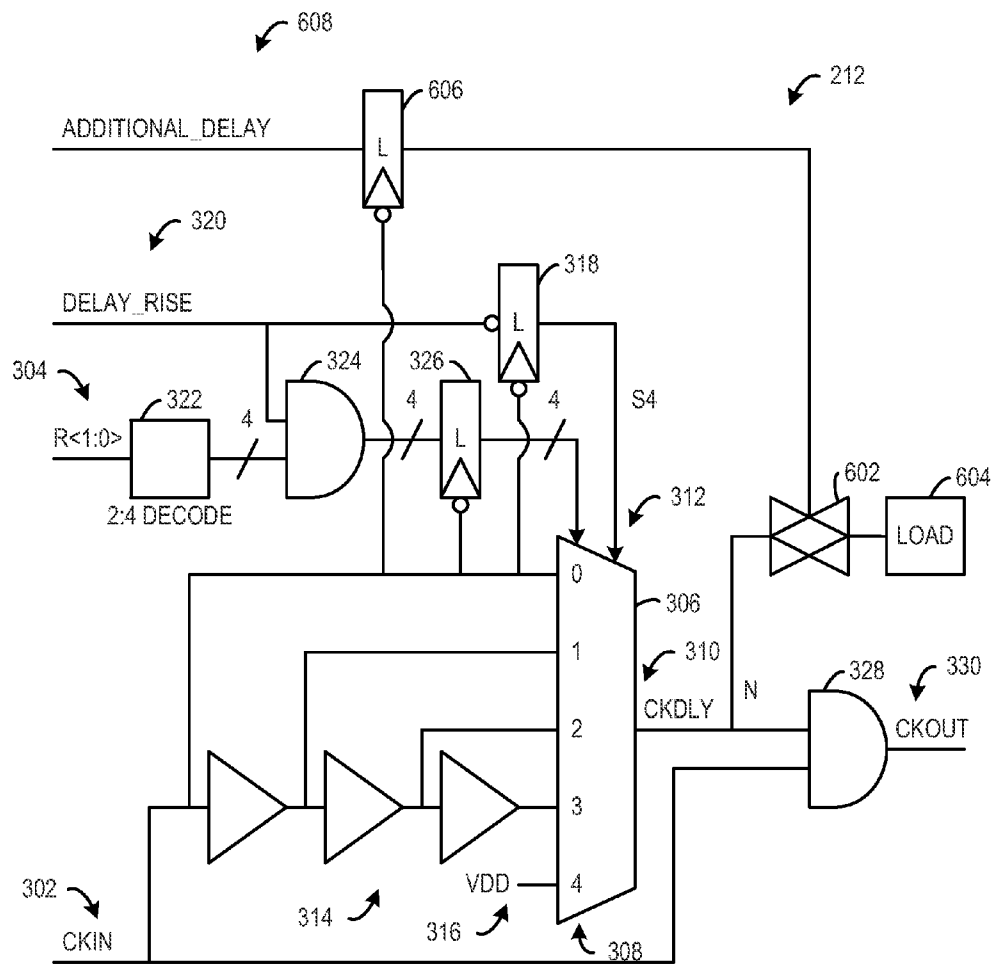 608
212
606
ADDITIONAL_DELAY
L
320
318
DELAY_RISE
L
304
324
326
322
4
4
4
S4
R<1:0>
L
602
604
2:4 DECODE
312
LOAD
0
306
1
310
328
330
N
CKDLY
CKOUT
2
3
302
VDD
4
314
316
CKIN
308